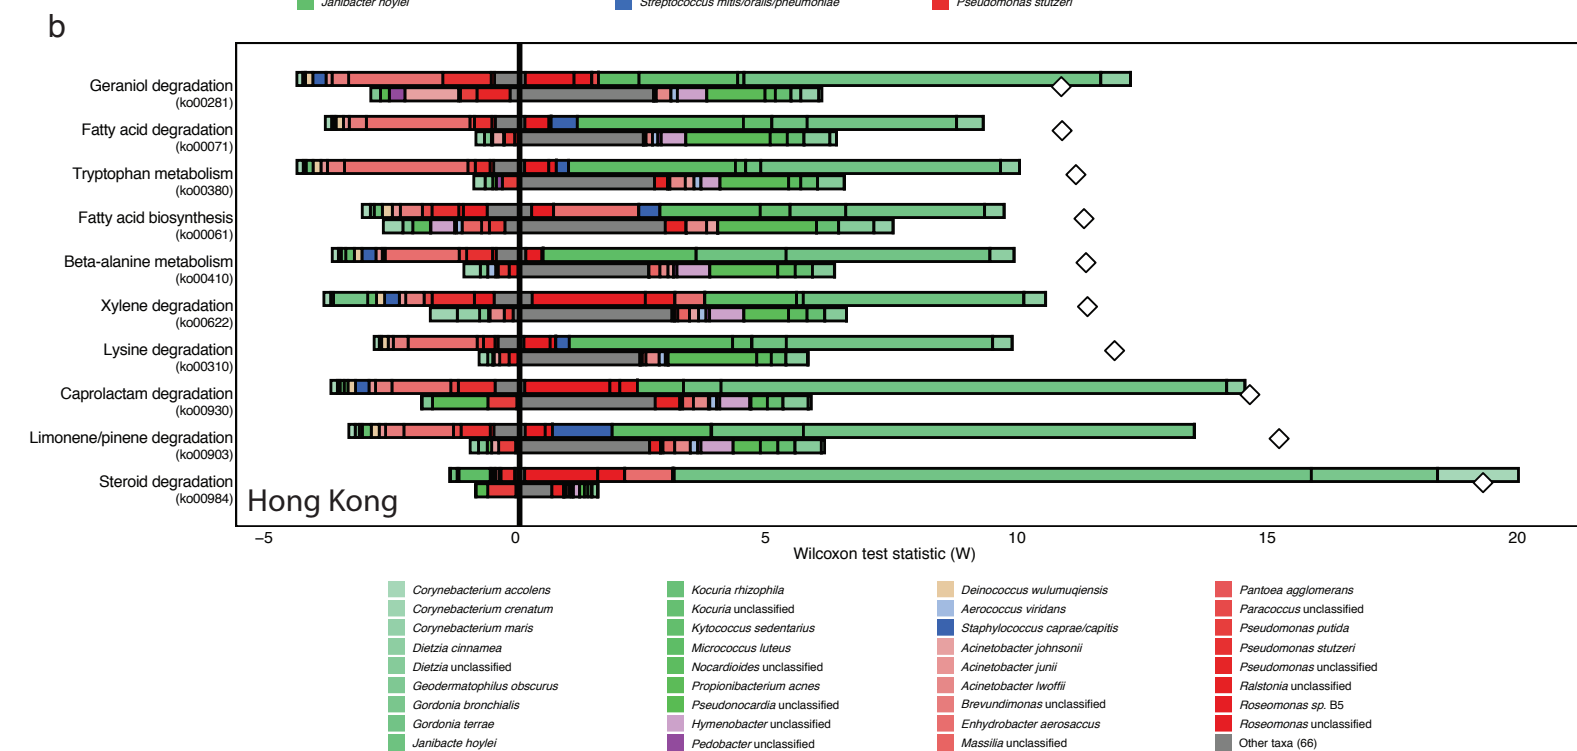 Janibacter hoylei
Streptococcus mitis/oralis/pneumoniae
Pseudomonas stutzeri
b
Geraniol degradation
(ko00281)
Fatty acid degradation
(ko00071)
Tryptophan metabolism
(ko00380)
Fatty acid biosynthesis
(ko00061)
Beta-alanine metabolism
(ko00410)
Xylene degradation
(ko00622)
Lysine degradation
(ko00310)
Caprolactam degradation
(ko00930)
Limonene/pinene degradation
(ko00903)
Steroid degradation
(ko00984)
Hong Kong
−5 0 5 10 15 20
Wilcoxon test statistic (W)
Corynebacterium accolens
Corynebacterium crenatum
Corynebacterium maris
Dietzia cinnamea
Dietzia unclassified
Geodermatophilus obscurus
Gordonia bronchialis
Gordonia terrae
Janibacte hoylei
Kocuria rhizophila
Kocuria unclassified
Kytococcus sedentarius
Micrococcus luteus
Nocardioides unclassified
Propionibacterium acnes
Pseudonocardia unclassified
Hymenobacter unclassified
Pedobacter unclassified
Deinococcus wulumuqiensis
Aerococcus viridans
Staphylococcus caprae/capitis
Acinetobacter johnsonii
Acinetobacter junii
Acinetobacter lwoffii
Brevundimonas unclassified
Enhydrobacter aerosaccus
Massilia unclassified
Pantoea agglomerans
Paracoccus unclassified
Pseudomonas putida
Pseudomonas stutzeri
Pseudomonas unclassified
Ralstonia unclassified
Roseomonas sp. B5
Roseomonas unclassified
Other taxa (66)